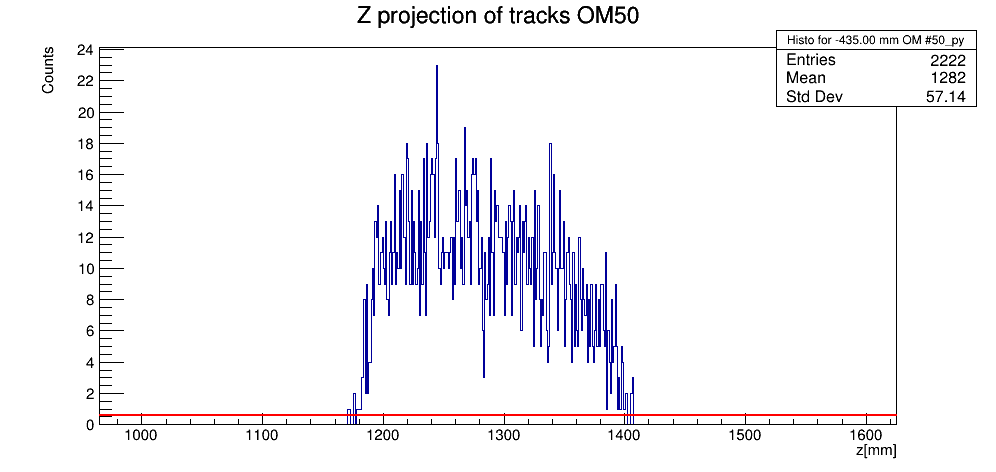 Z projection of tracks OM50
Histo for -435.00 mm OM #50_py
Entries 2222
Mean 1282
Std Dev 57.14
Counts
24
22
20
18
16
14
12
10
8
6
4
2
0
1000 1100 1200 1300 1400 1500 1600
z[mm]